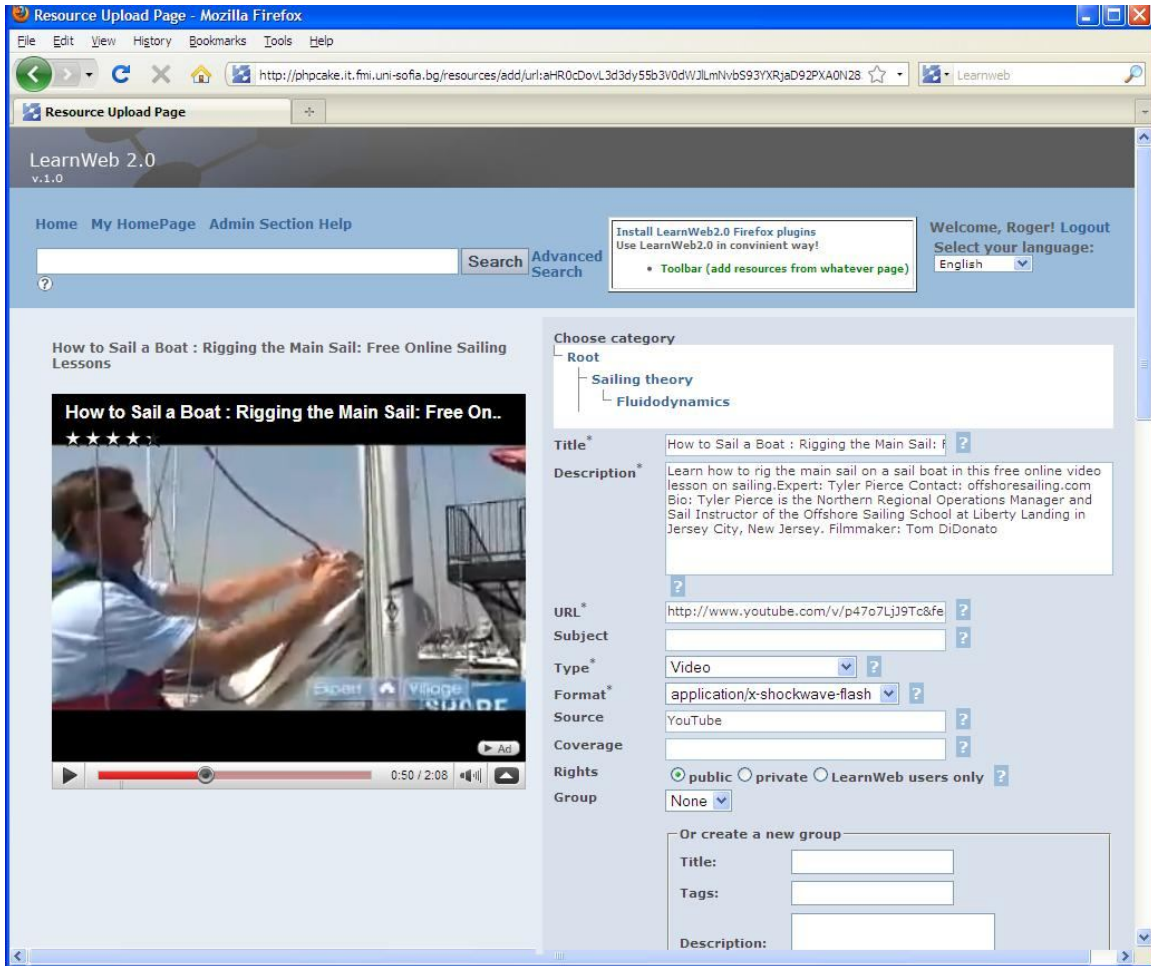 Resource Upload Page - Mozilla Firefox
File Edit View History Bookmarks Tools Help
http://phpcake.it.fmi.uni-sofia.bg/resources/add/url:
Learnweb
Resource Upload Page
LearnWeb 2.0
v.1.0
Home My HomePage Admin Section Help
Search Advanced Search
?
Install LearnWeb2.0 Firefox plugins
Use LearnWeb2.0 in convinient way!
• Toolbar (add resources from whatever page)
Welcome, Roger! Logout
Select your language:
English
How to Sail a Boat : Rigging the Main Sail: Free Online Sailing
Lessons
How to Sail a Boat : Rigging the Main Sail: Free On..
Expert Village
SHORE
Ad
0:50 / 2:08
Choose category
Root
Sailing theory
Fluidodynamics
Title* How to Sail a Boat : Rigging the Main Sail: F ?
Description* Learn how to rig the main sail on a sail boat in this free online video
lesson on sailing.Expert: Tyler Pierce Contact: offshoresailing.com
Bio: Tyler Pierce is the Northern Regional Operations Manager and
Sail Instructor of the Offshore Sailing School at Liberty Landing in
Jersey City, New Jersey. Filmmaker: Tom DiDonato
?
URL* http://www.youtube.com/v/p47o7LjJ9Tc&fe ?
Subject ?
Type* Video ?
Format* application/x-shockwave-flash ?
Source YouTube ?
Coverage ?
Rights public private LearnWeb users only ?
Group None
Or create a new group
Title:
Tags:
Description: